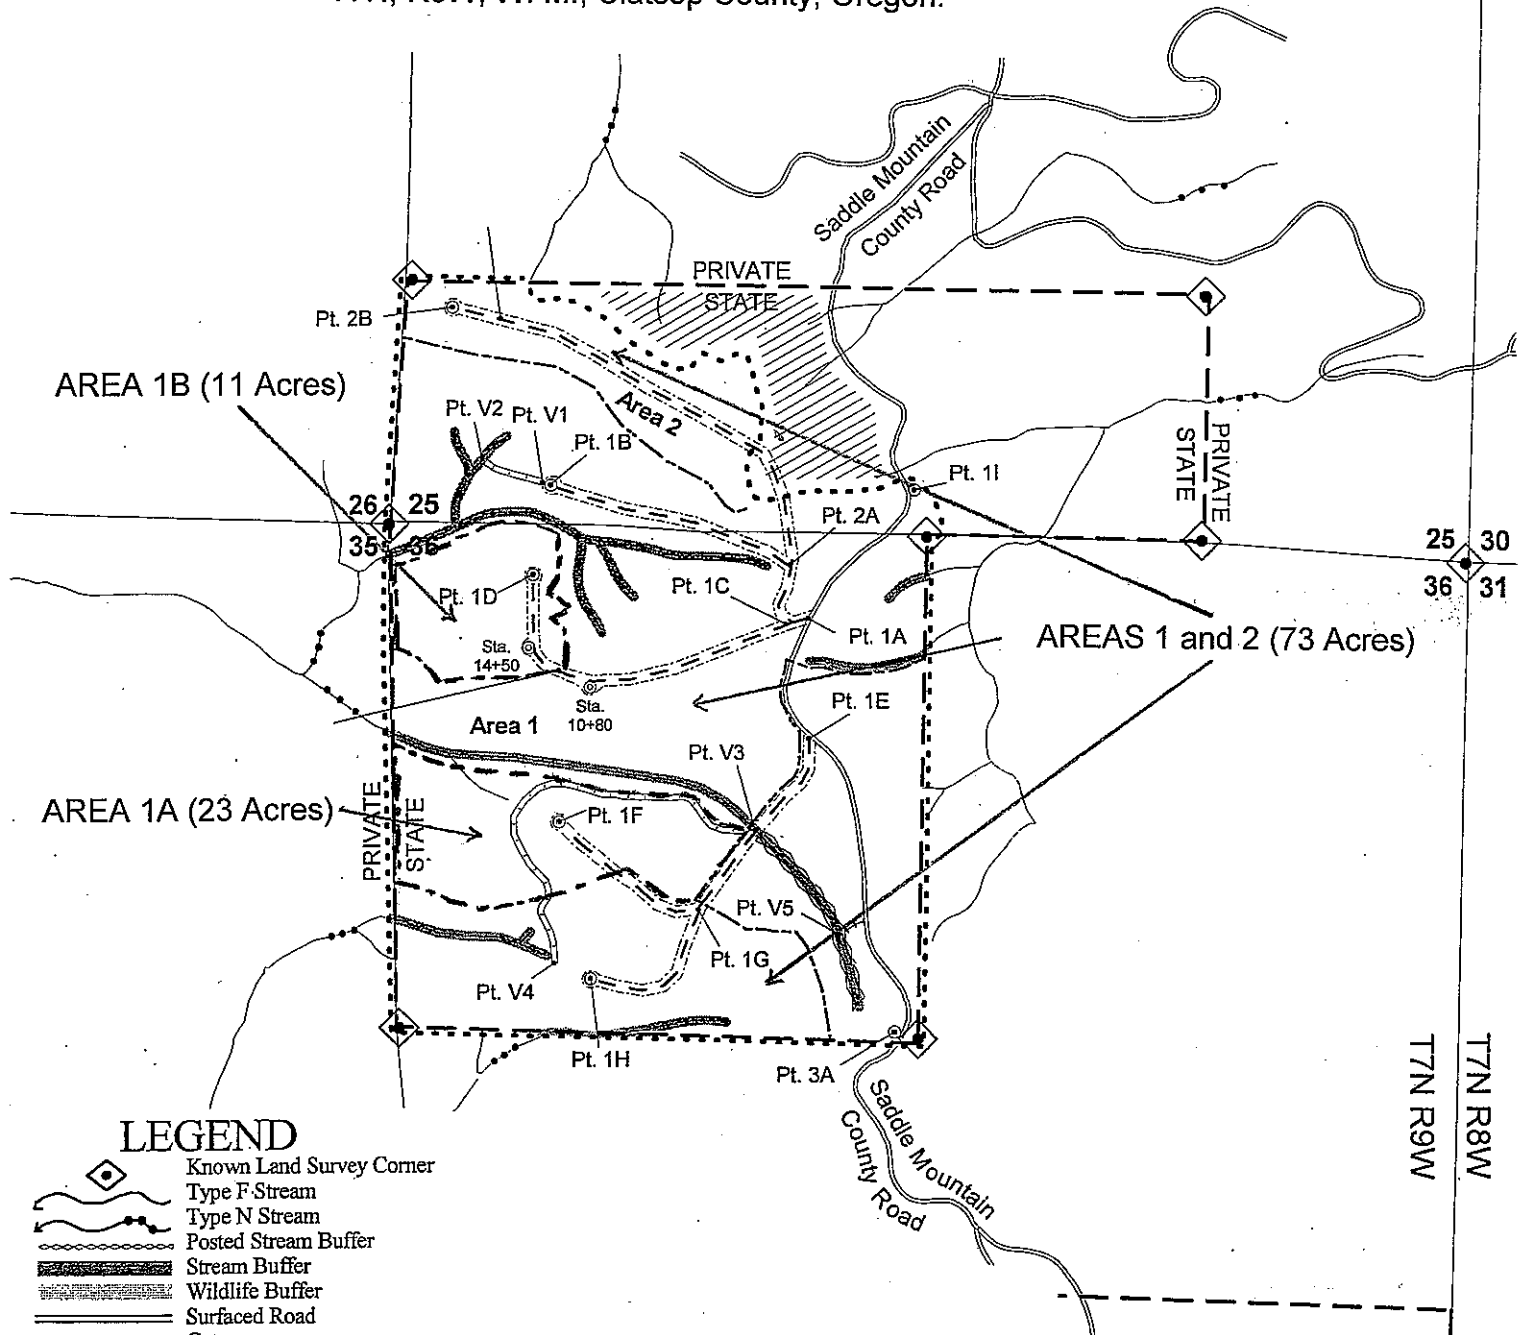 Clatsop County, Oregon.
Saddle Mountain
County Road
PRIVATE
STATE
Pt. 2B
AREA 1B (11 Acres)
Area 2
Pt. V2
Pt. V1
Pt. 1B
Pt. 1I
STATE
PRIVATE
26 25
35 36
Pt. 2A
25 30
36 31
Pt. 1D
Pt. 1C
Pt. 1A
AREAS 1 and 2 (73 Acres)
Sta.
14+50
Sta.
10+80
Area 1
Pt. 1E
Pt. V3
AREA 1A (23 Acres)
PRIVATE
STATE
Pt. 1F
Pt. V5
Pt. 1G
Pt. V4
Pt. 1H
Pt. 3A
T7N R9W
T7N R8W
Saddle Mountain
County Road
LEGEND
Known Land Survey Corner
Type F Stream
Type N Stream
Posted Stream Buffer
Stream Buffer
Wildlife Buffer
Surfaced Road